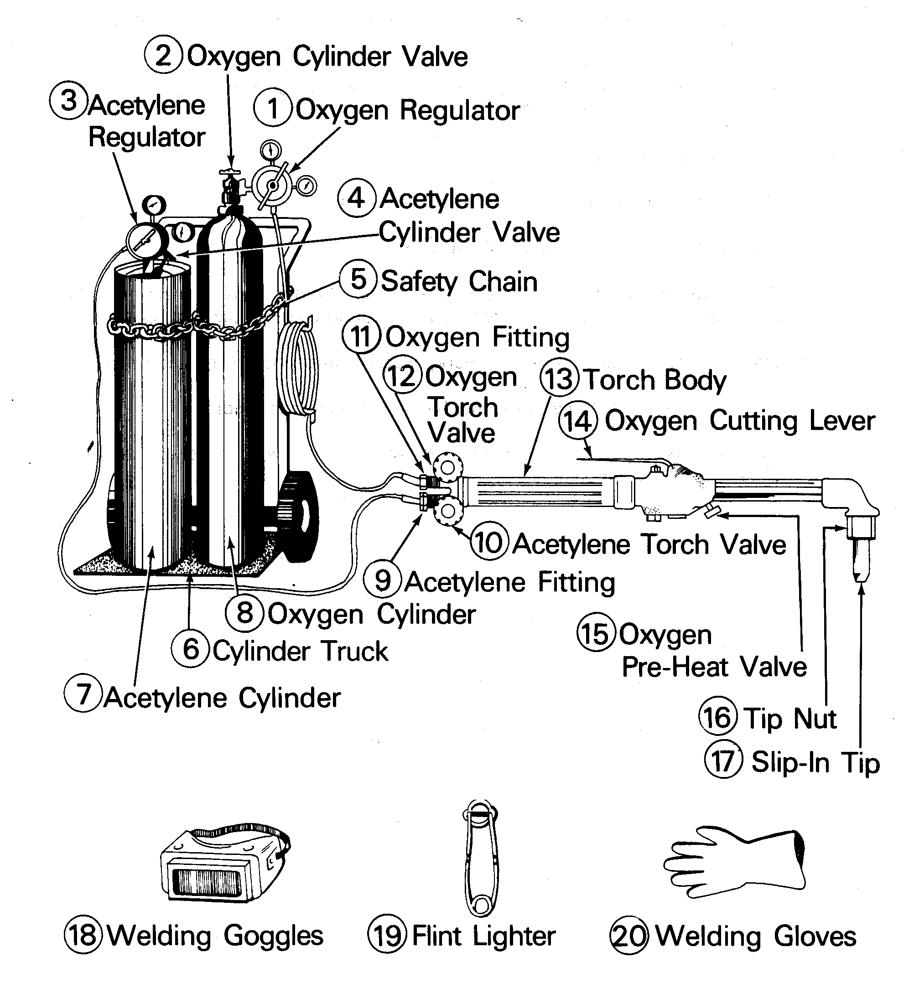 2 Oxygen Cylinder Valve
3 Acetylene
Regulator
1 Oxygen Regulator
4 Acetylene
Cylinder Valve
5 Safety Chain
11 Oxygen Fitting
12 Oxygen
Torch
Valve
13 Torch Body
14 Oxygen Cutting Lever
10 Acetylene Torch Valve
9 Acetylene Fitting
8 Oxygen Cylinder
6 Cylinder Truck
7 Acetylene Cylinder
15 Oxygen
Pre-Heat Valve
16 Tip Nut
17 Slip-In Tip
18 Welding Goggles
19 Flint Lighter
20 Welding Gloves